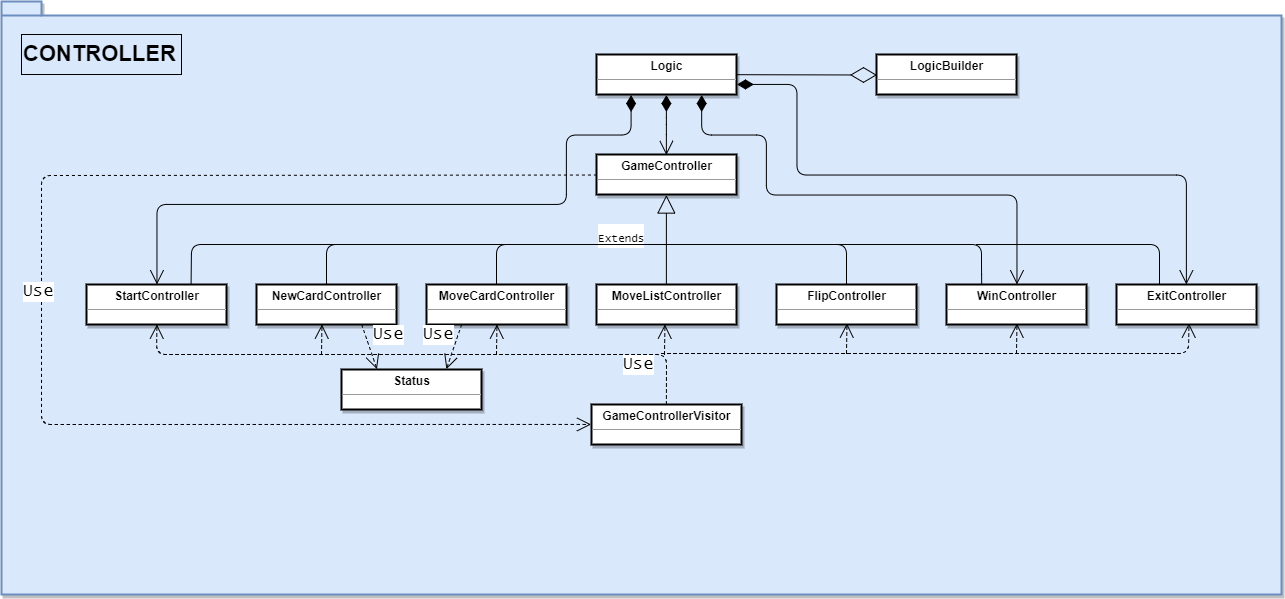 CONTROLLER
Logic
LogicBuilder
GameController
Extends
Use
StartController
NewCardController
MoveCardController
MoveListController
FlipController
WinController
ExitController
Use
Use
Use
Status
GameControllerVisitor